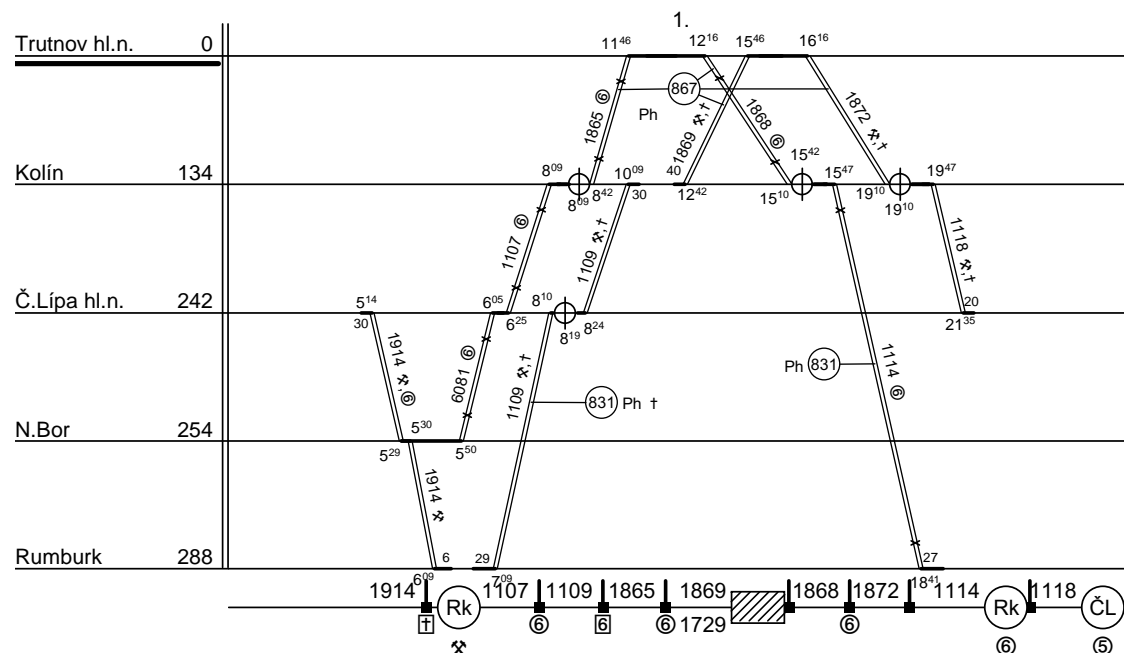 1.
Trutnov hl.n. 0
11⁴⁶ 12¹⁶ 15⁴⁶ 16¹⁶
867
Ph
1865 ⑥
1869 ⚒,†
1868 ⑥
1872 ⚒,†
Kolín 134
8⁰⁹ 8⁰⁹ 8⁴² 10⁰⁹ 30 40 12⁴² 15¹⁰ 15⁴² 15⁴⁷ 19¹⁰ 19¹⁰ 19⁴⁷
1107 ⑥
1109 ⚒,†
1118 ⚒,†
Č.Lípa hl.n. 242
5¹⁴ 30 6⁰⁵ 6²⁵ 8¹⁰ 8¹⁹ 8²⁴ 20 21³⁵
1914 ⚒,⑥
6081 ⑥
1109 ⚒,†
831 Ph †
Ph 831
1114 ⑥
N.Bor 254
5²⁹ 5³⁰ 5⁵⁰
1914 ⚒
Rumburk 288
6 29 27
6⁰⁹ 7⁰⁹ 18⁴¹
1914 Rk 1107 1109 1865 1869 1868 1872 1114 Rk 1118 ČL
† ⚒ ⑥ 6 ⑥ 1729 ⑥ ⑥ ⑤